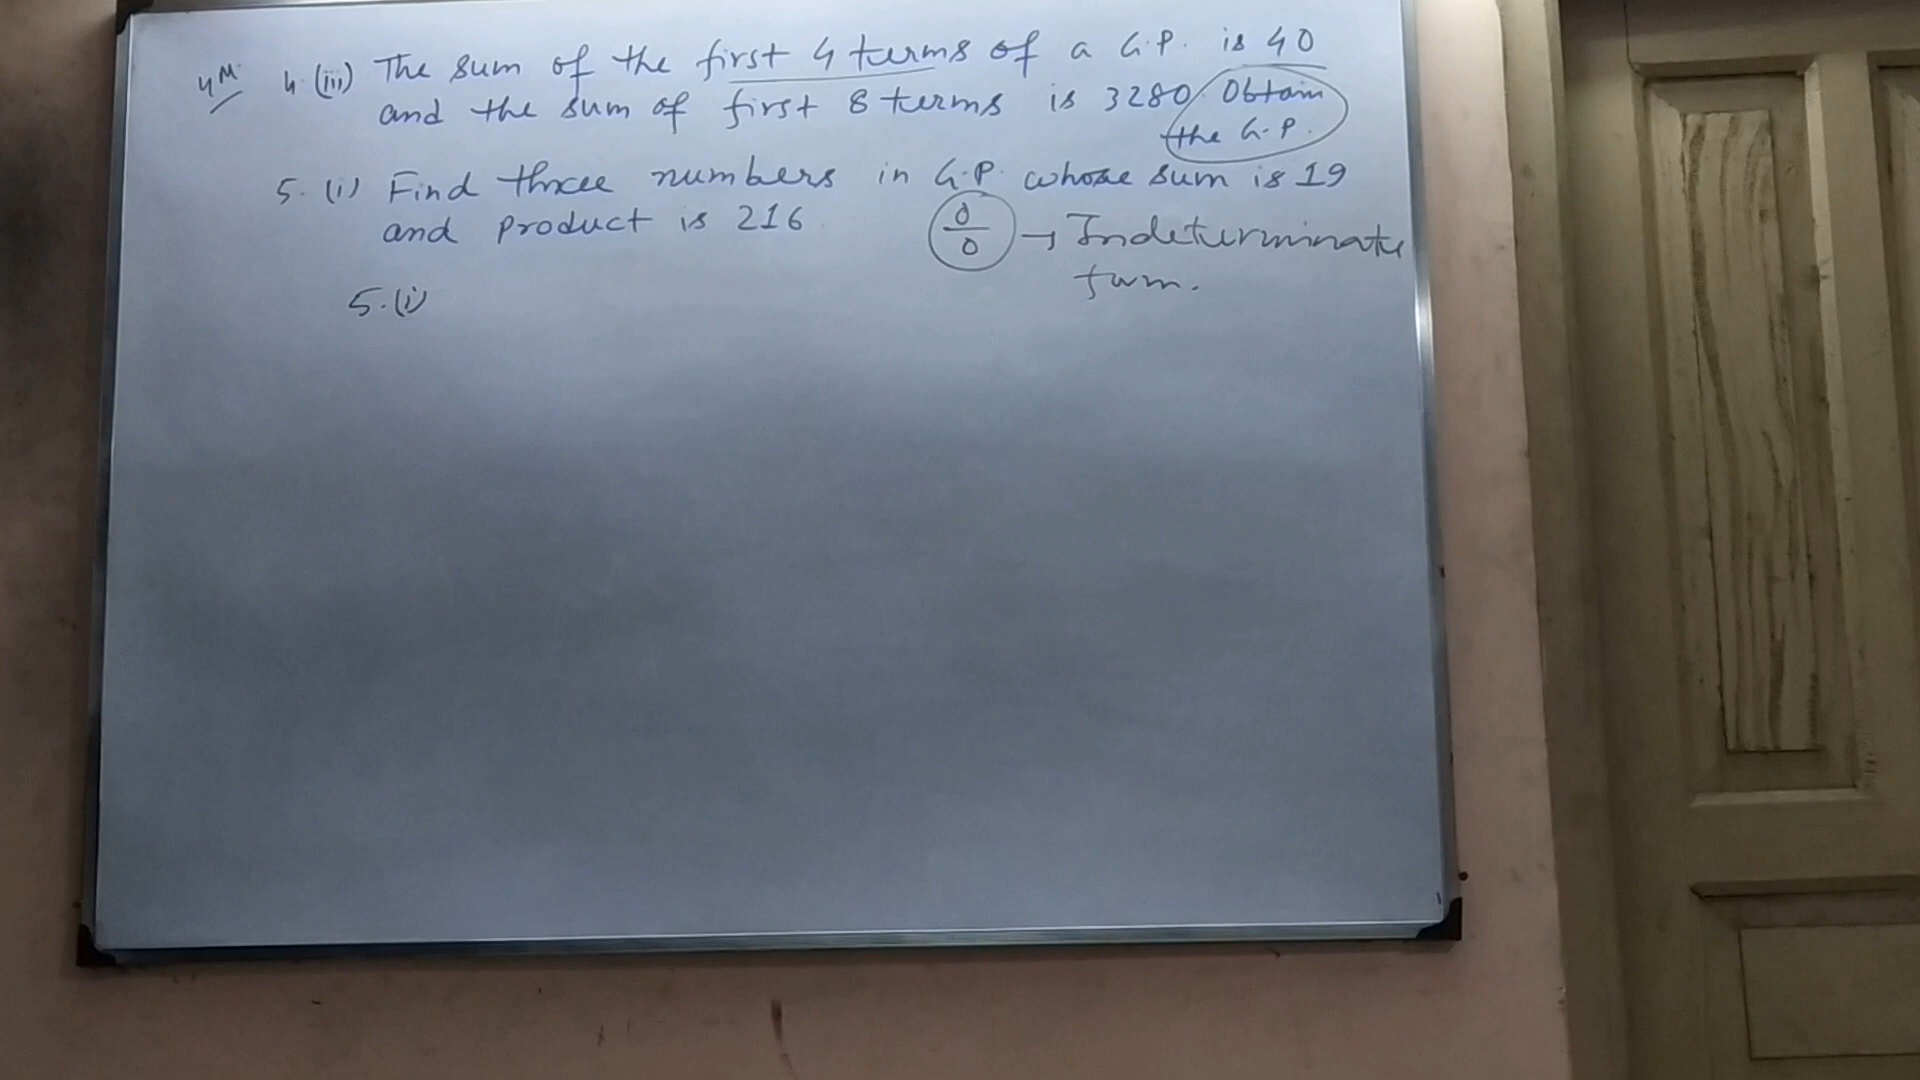 4M 4.(iii) The sum of the first 4 terms of a G.P. is 40
and the sum of first 8 terms is 3280. Obtain
the G.P.
5. (i) Find three numbers in G.P. whose sum is 19
and product is 216
0/0 → Indeterminate
form.
5.(i)